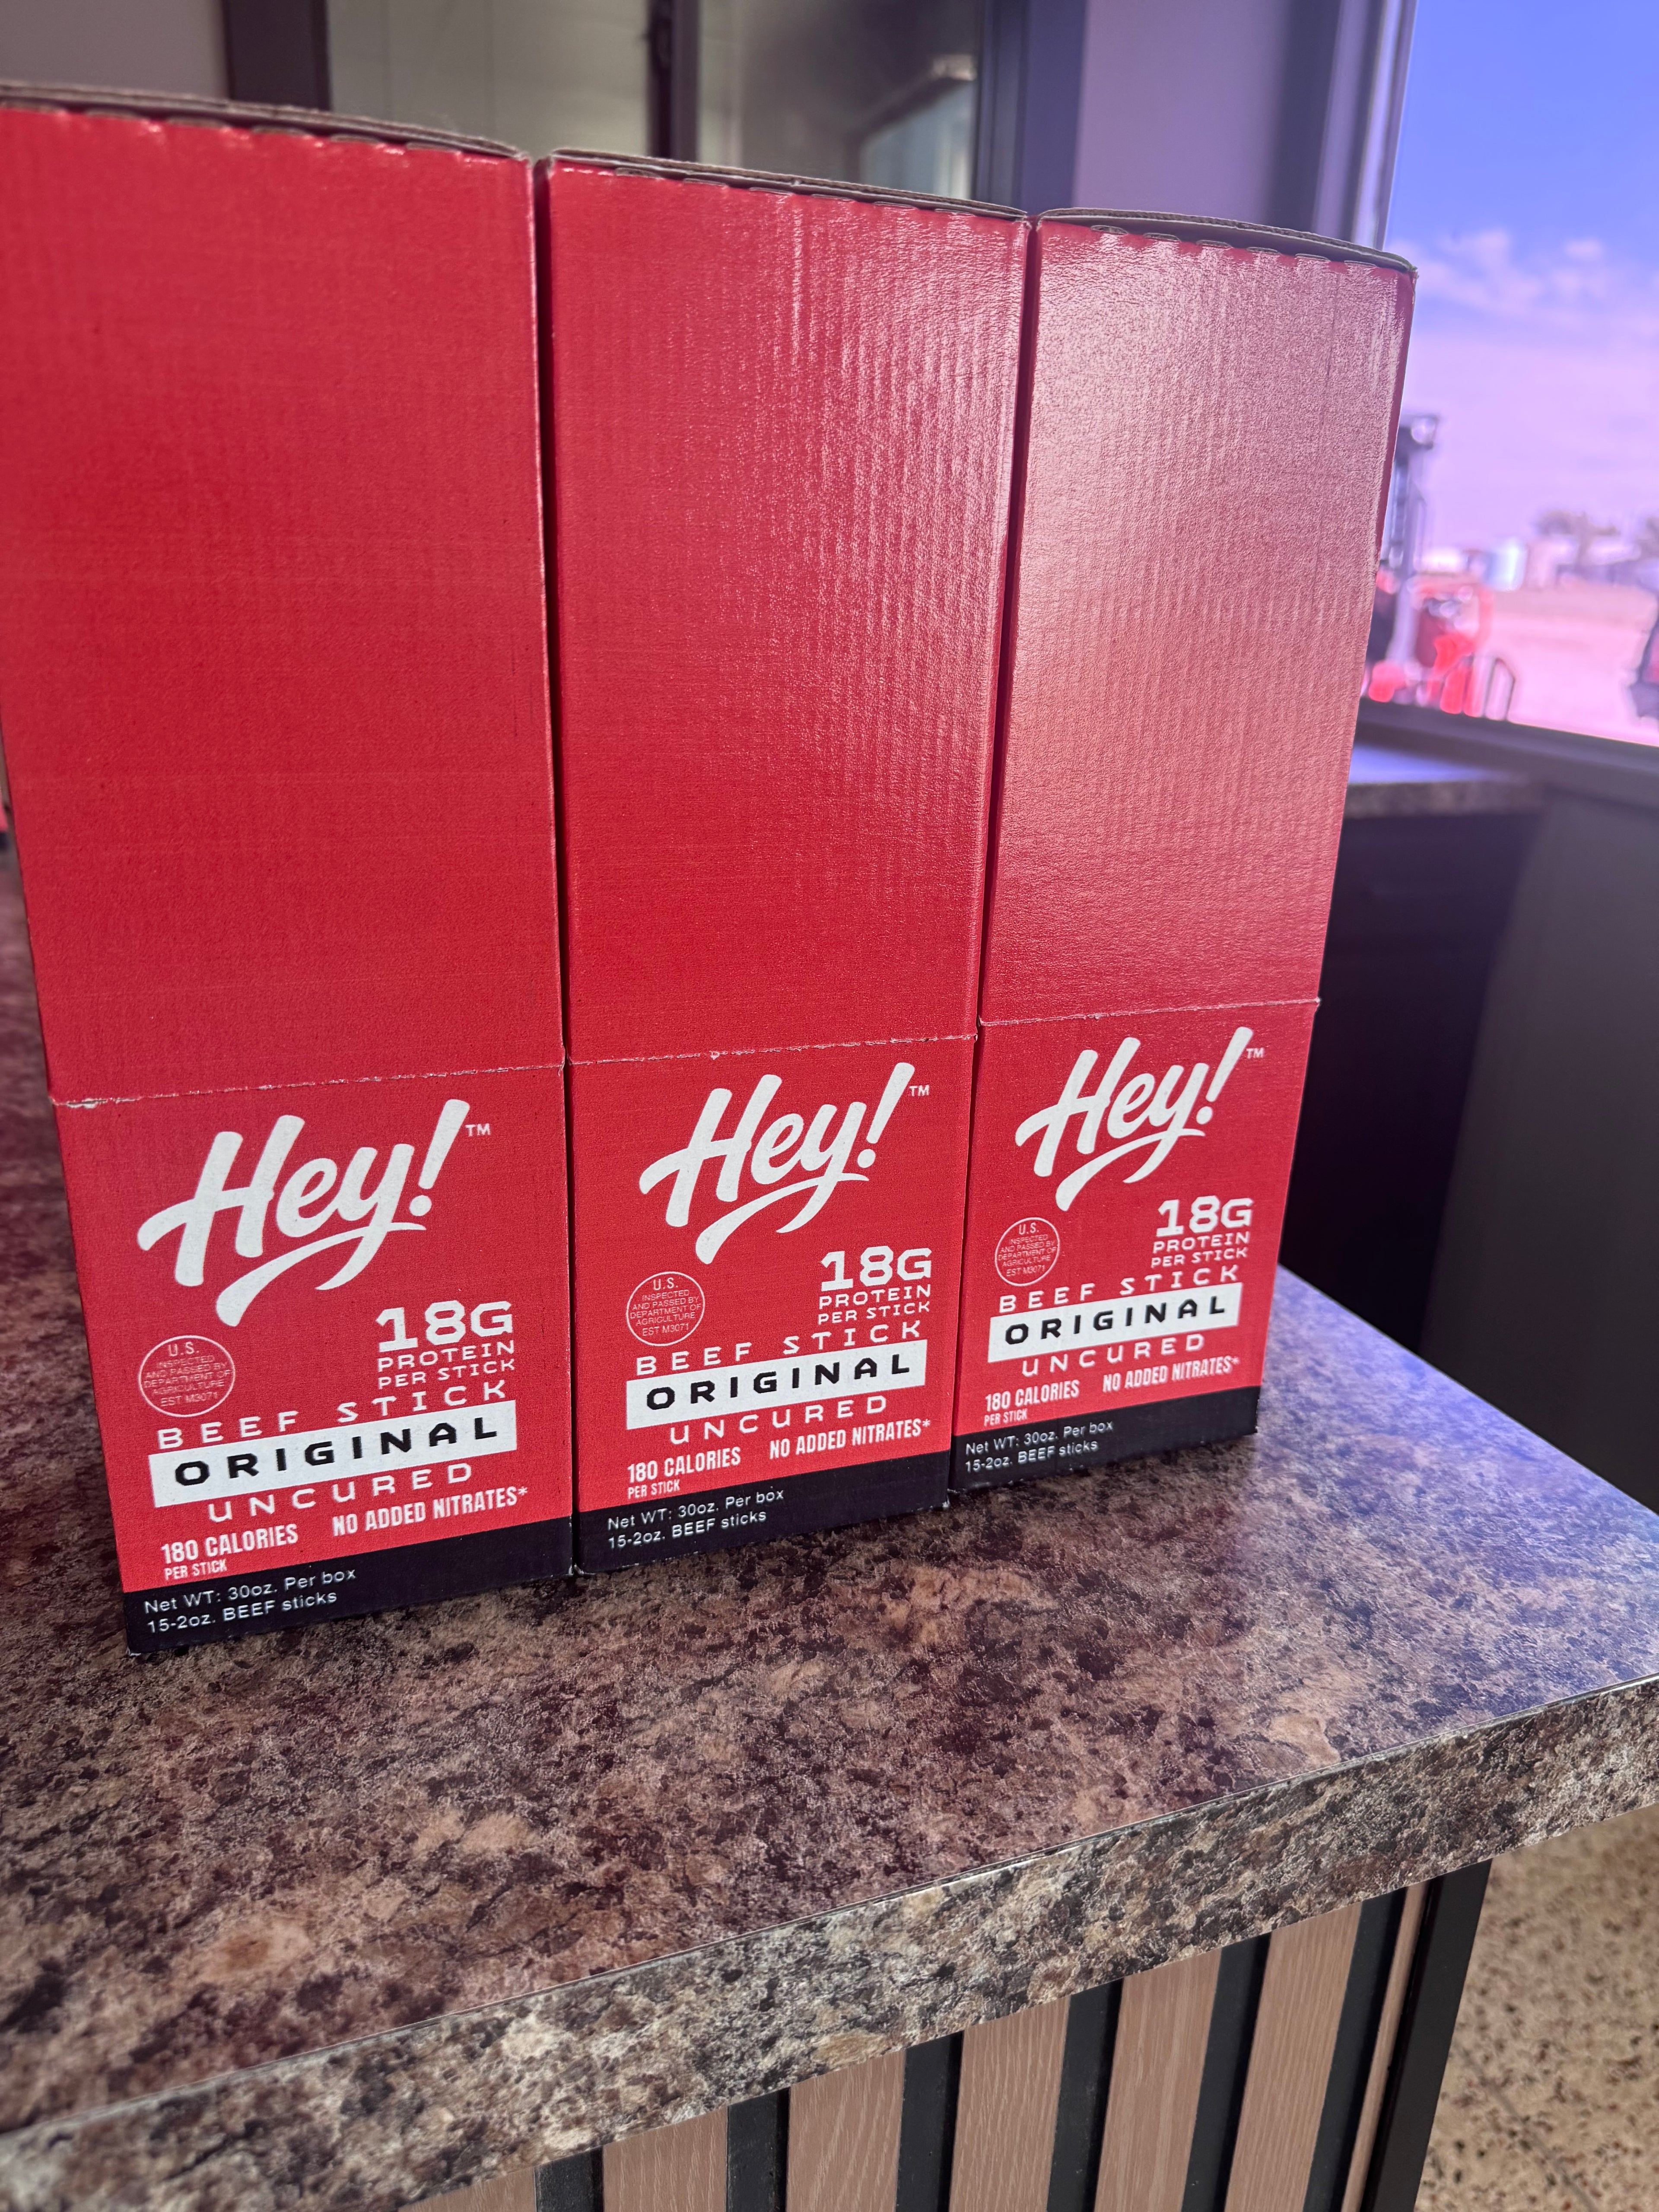 Hey!™
U.S.
INSPECTED
AND PASSED BY
DEPARTMENT OF
AGRICULTURE
EST M3071
18G
PROTEIN
PER STICK
BEEF STICK
ORIGINAL
UNCURED
180 CALORIES
PER STICK
NO ADDED NITRATES*
Net WT: 30oz. Per box
15-2oz. BEEF sticks
Hey!™
U.S.
INSPECTED
AND PASSED BY
DEPARTMENT OF
AGRICULTURE
EST M3071
18G
PROTEIN
PER STICK
BEEF STICK
ORIGINAL
UNCURED
180 CALORIES
PER STICK
NO ADDED NITRATES*
Net WT: 30oz. Per box
15-2oz. BEEF sticks
Hey!™
U.S.
INSPECTED
AND PASSED BY
DEPARTMENT OF
AGRICULTURE
EST M3071
18G
PROTEIN
PER STICK
BEEF STICK
ORIGINAL
UNCURED
180 CALORIES
PER STICK
NO ADDED NITRATES*
Net WT: 30oz. Per box
15-2oz. BEEF sticks